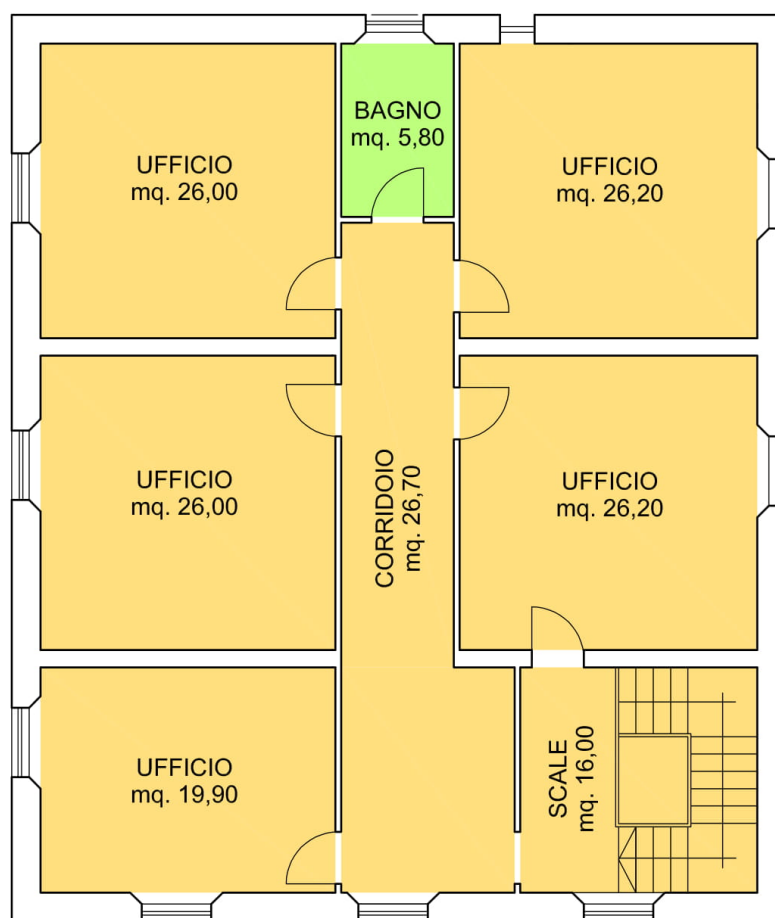 BAGNO
mq. 5,80
UFFICIO
mq. 26,00
UFFICIO
mq. 26,20
UFFICIO
mq. 26,00
CORRIDOIO
mq. 26,70
UFFICIO
mq. 26,20
UFFICIO
mq. 19,90
SCALE
mq. 16,00